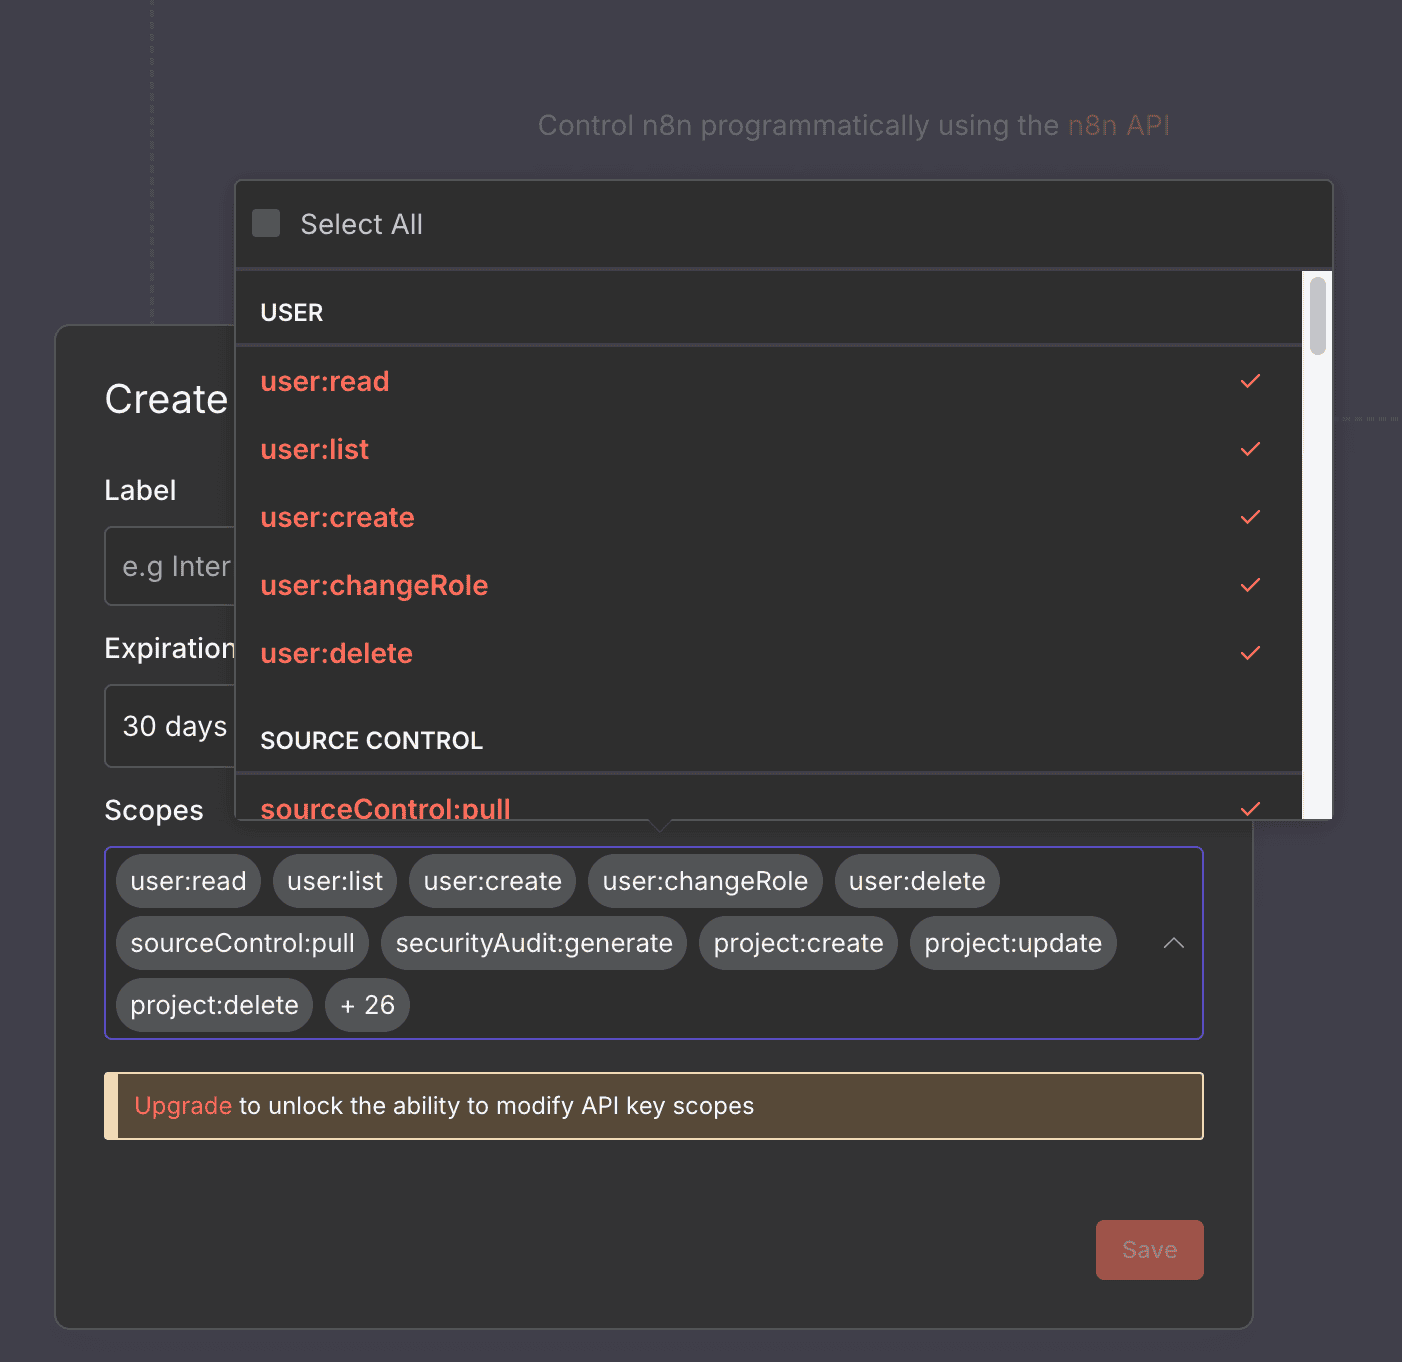 Control n8n programmatically using the n8n API
Select All
USER
user:read
user:list
user:create
user:changeRole
user:delete
SOURCE CONTROL
sourceControl:pull
Create
Label
e.g Inter
Expiration
30 days
Scopes
user:read user:list user:create user:changeRole user:delete
sourceControl:pull securityAudit:generate project:create project:update
project:delete + 26
Upgrade to unlock the ability to modify API key scopes
Save